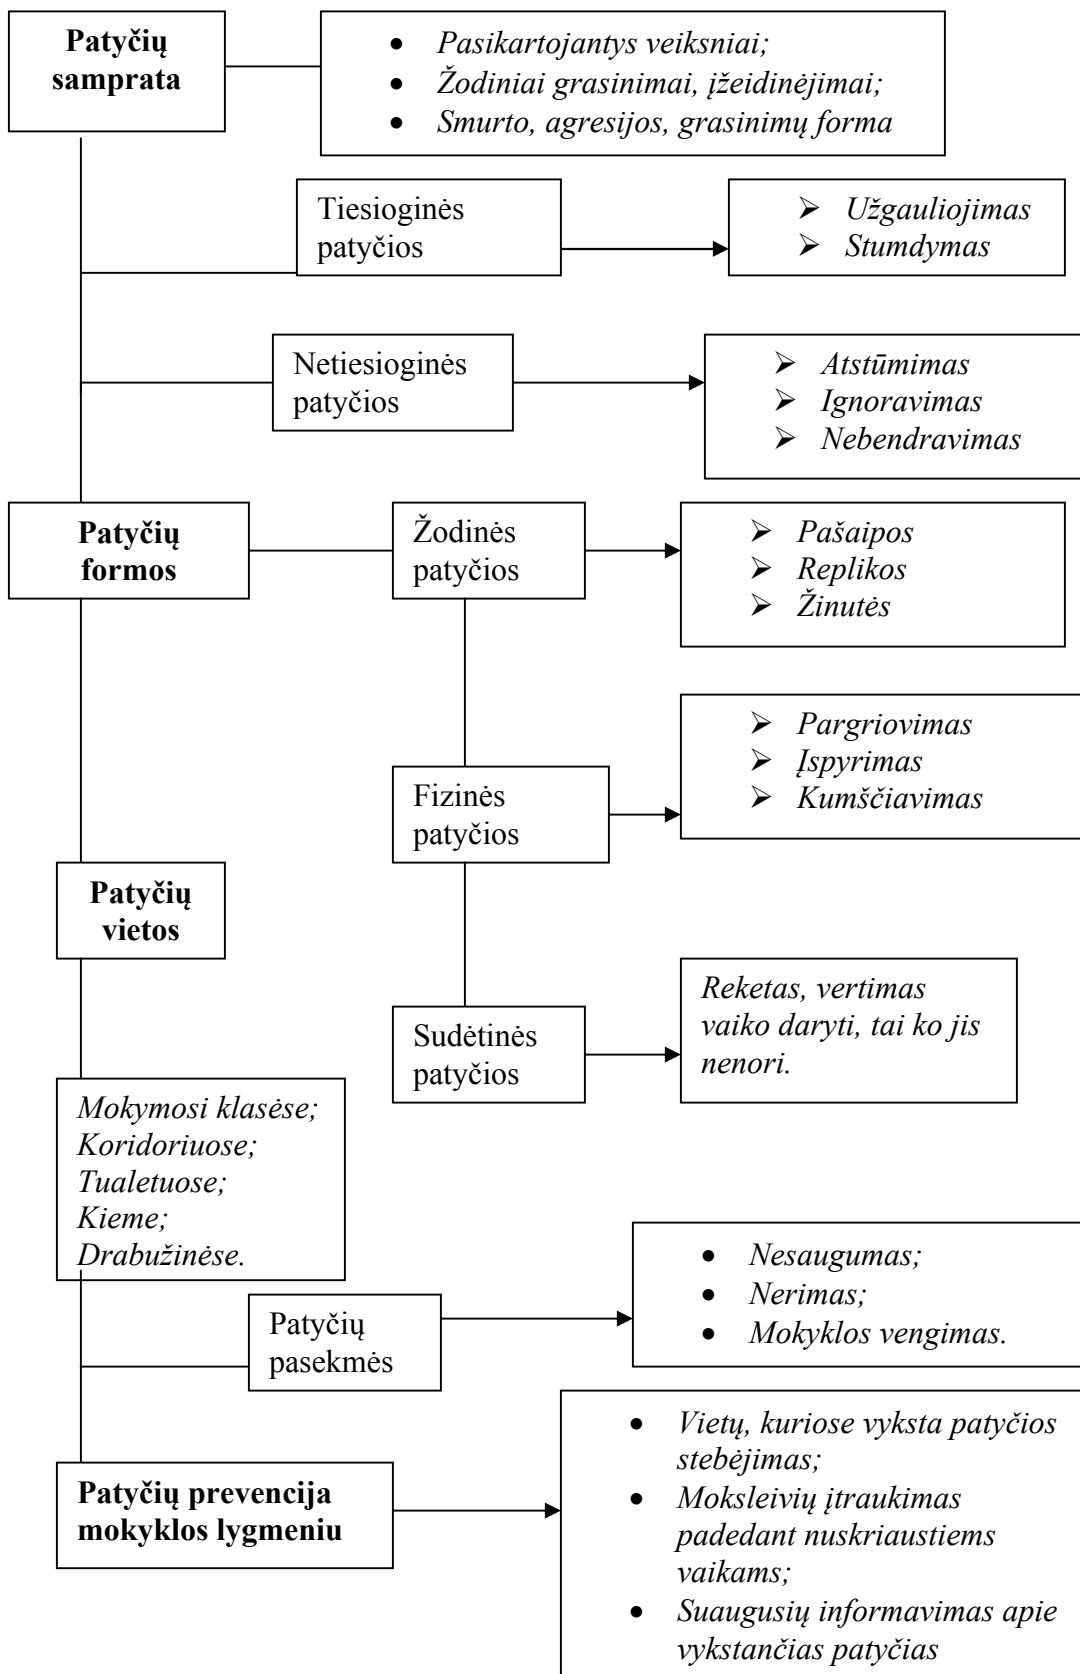 Patyčių
samprata
• Pasikartojantys veiksniai;
• Žodiniai grasinimai, įžeidinėjimai;
• Smurto, agresijos, grasinimų forma
Tiesioginės
patyčios
➤ Užgauliojimas
➤ Stumdymas
Netiesioginės
patyčios
➤ Atstūmimas
➤ Ignoravimas
➤ Nebendravimas
Patyčių
formos
Žodinės
patyčios
➤ Pašaipos
➤ Replikos
➤ Žinutės
Fizinės
patyčios
➤ Pargriovimas
➤ Įspyrimas
➤ Kumščiavimas
Patyčių
vietos
Sudėtinės
patyčios
Reketas, vertimas
vaiko daryti, tai ko jis
nenori.
Mokymosi klasėse;
Koridoriuose;
Tualetuose;
Kieme;
Drabužinėse.
Patyčių
pasekmės
• Nesaugumas;
• Nerimas;
• Mokyklos vengimas.
Patyčių prevencija
mokyklos lygmeniu
• Vietų, kuriose vyksta patyčios
stebėjimas;
• Moksleivių įtraukimas
padedant nuskriaustiems
vaikams;
• Suaugusių informavimas apie
vykstančias patyčias